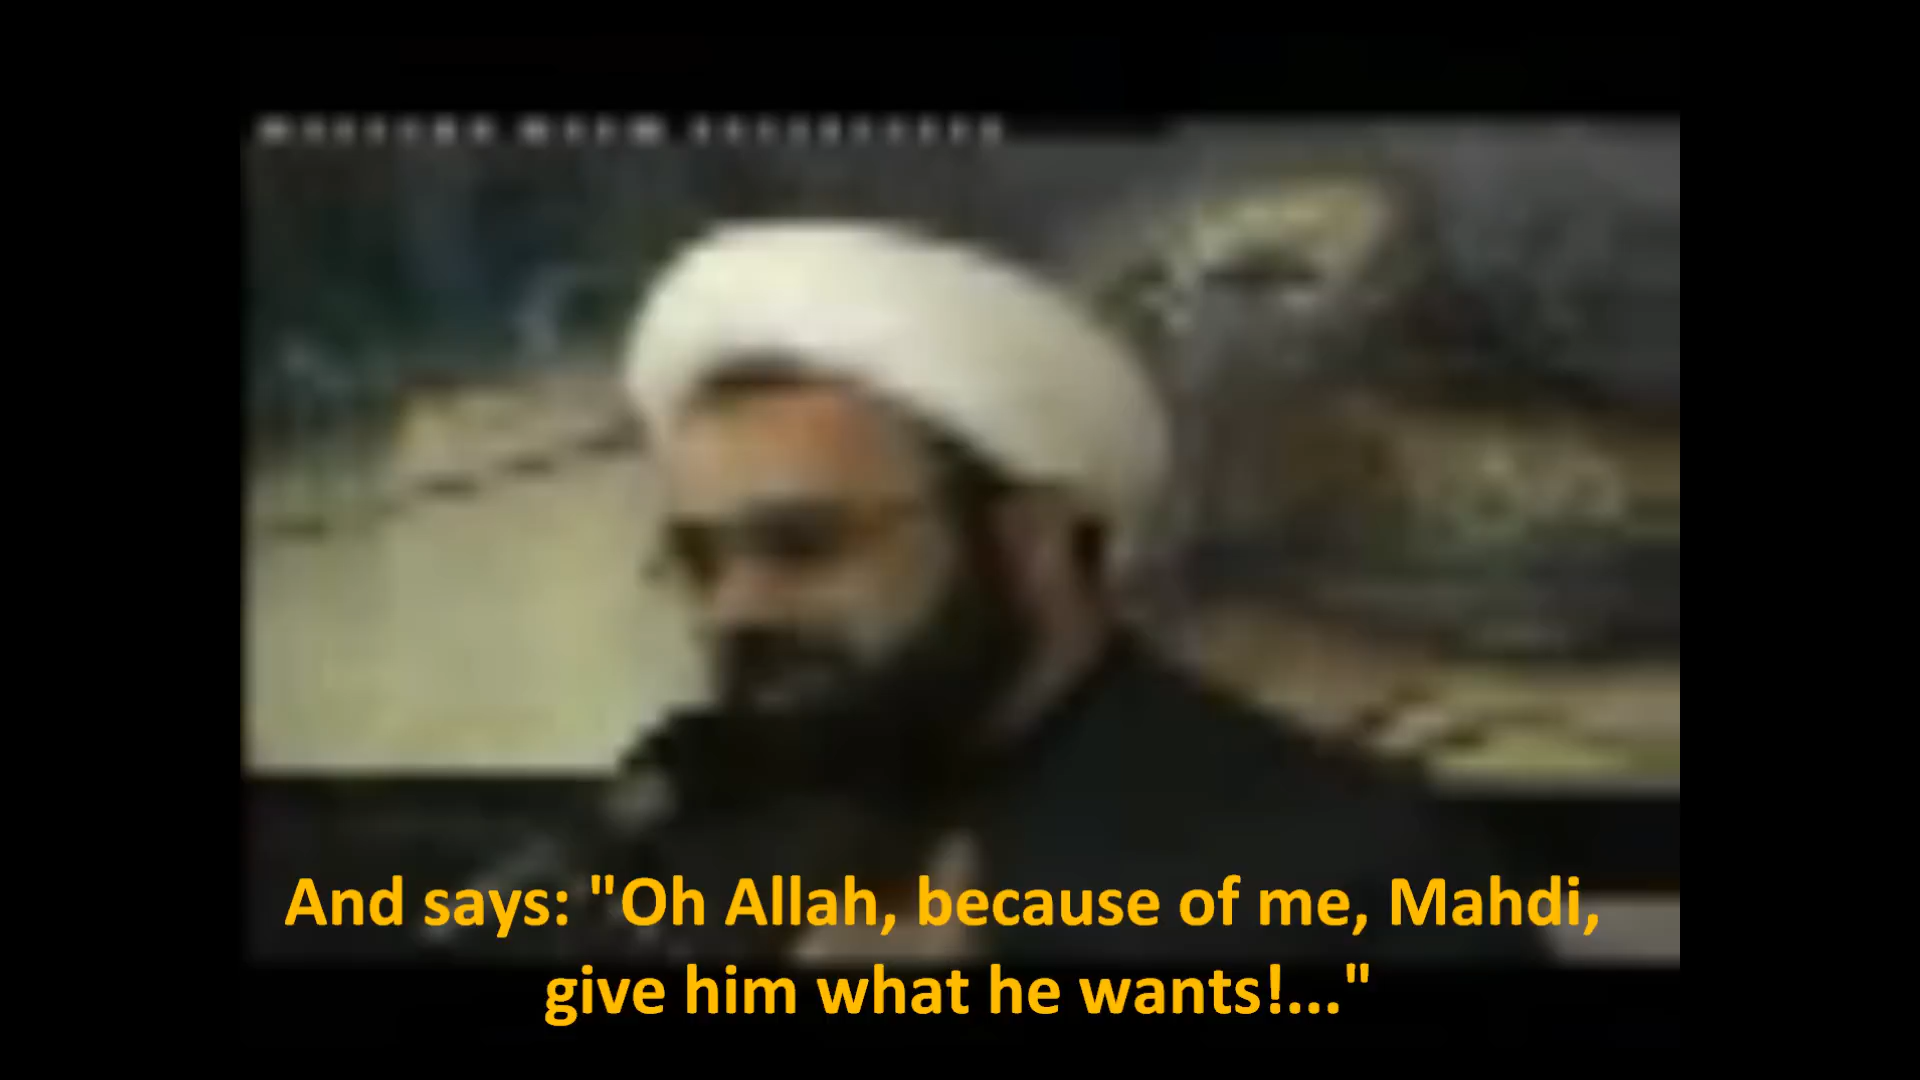 And says: "Oh Allah, because of me, Mahdi,
give him what he wants!..."